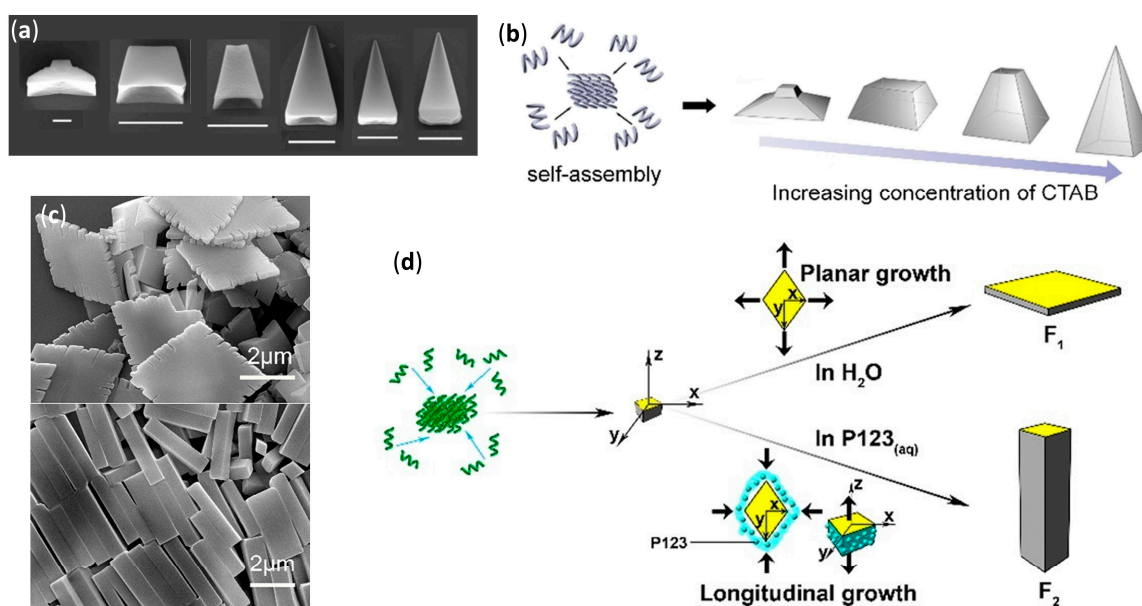 (a)
(b)
self-assembly
Increasing concentration of CTAB
(c)
2μm
2μm
(d)
Planar growth
x
y
F1
In H2O
z
x
y
In P123(aq)
x
y
z
x
y
P123
Longitudinal growth
F2